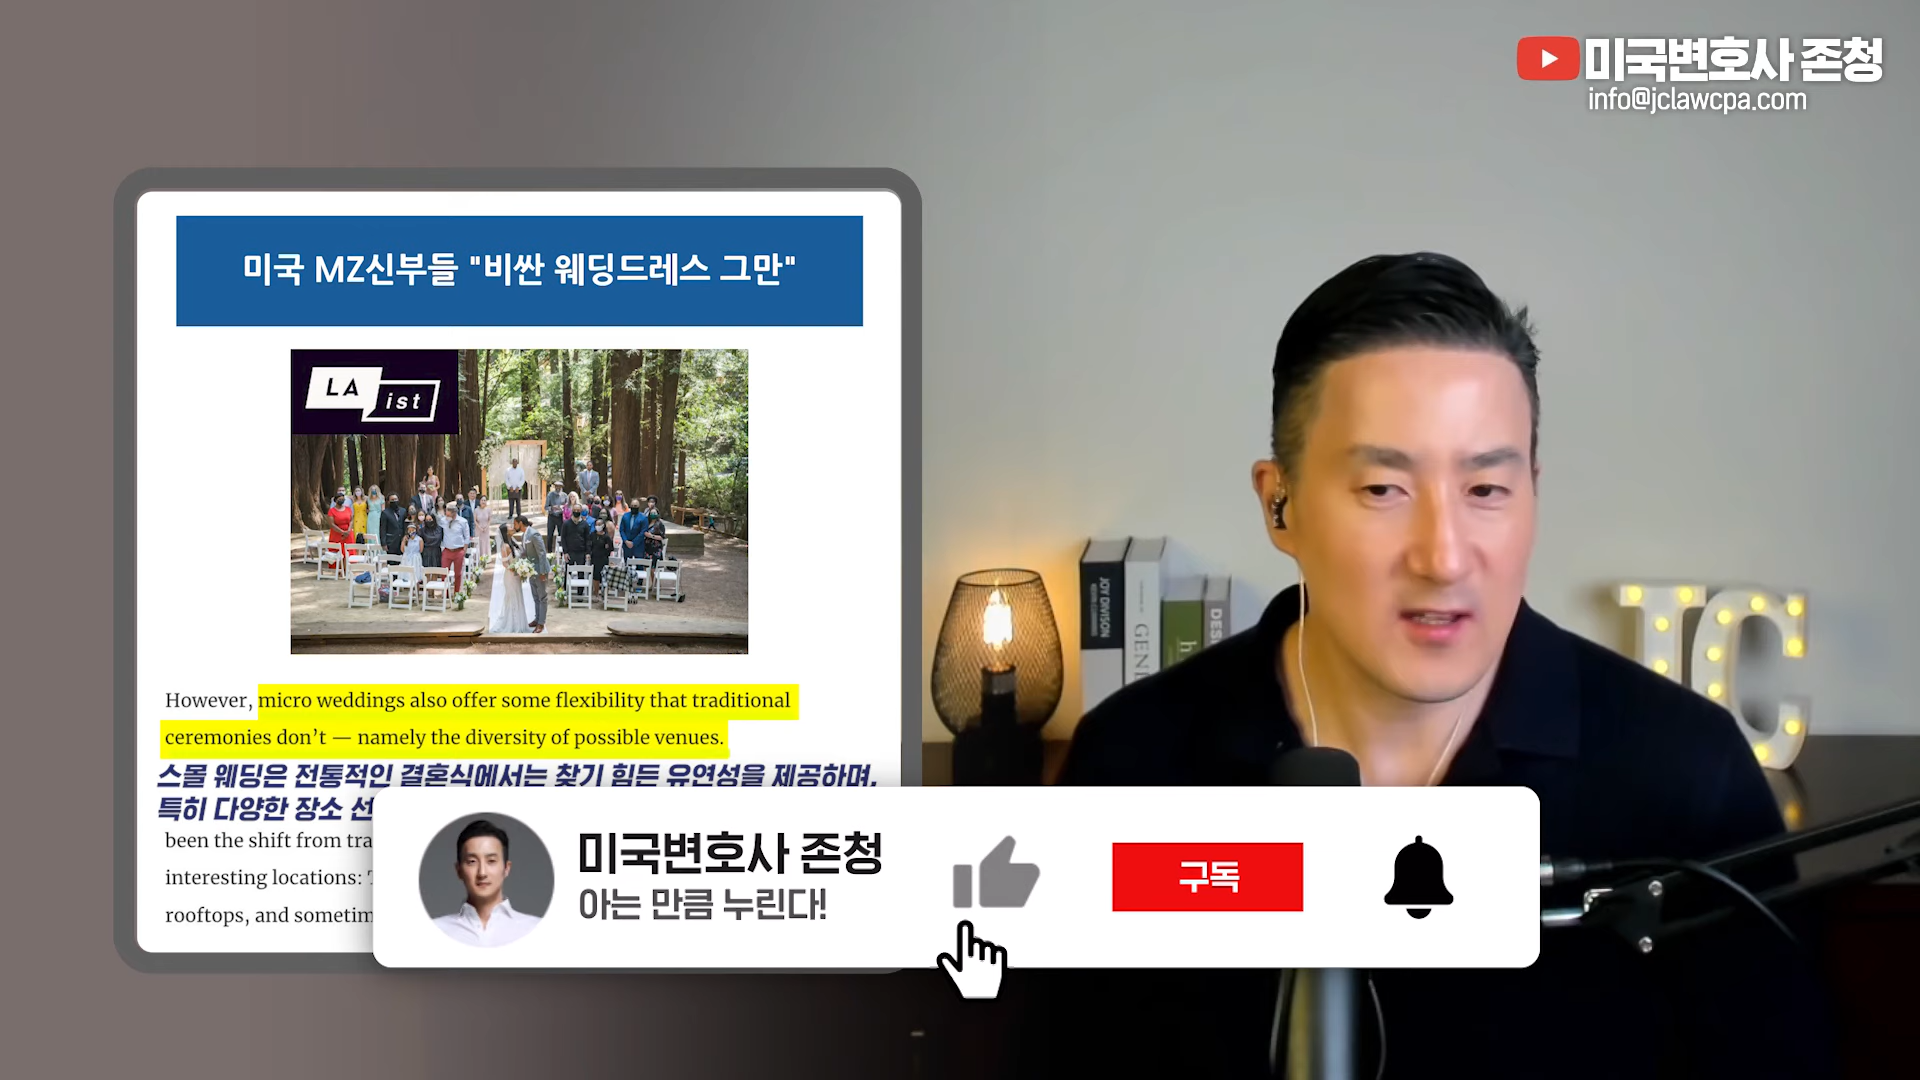 미국변호사 존청
info@jclawcpa.com
미국 MZ신부들 "비싼 웨딩드레스 그만"
LA
ist
However, micro weddings also offer some flexibility that traditional
ceremonies don't — namely the diversity of possible venues.
스몰 웨딩은 전통적인 결혼식에서는 찾기 힘든 유연성을 제공하며,
특히 다양한 장소
been the shift from
interesting locations:
rooftops, and
JOY DIVISON
JC
미국변호사 존청
아는 만큼 누린다!
구독